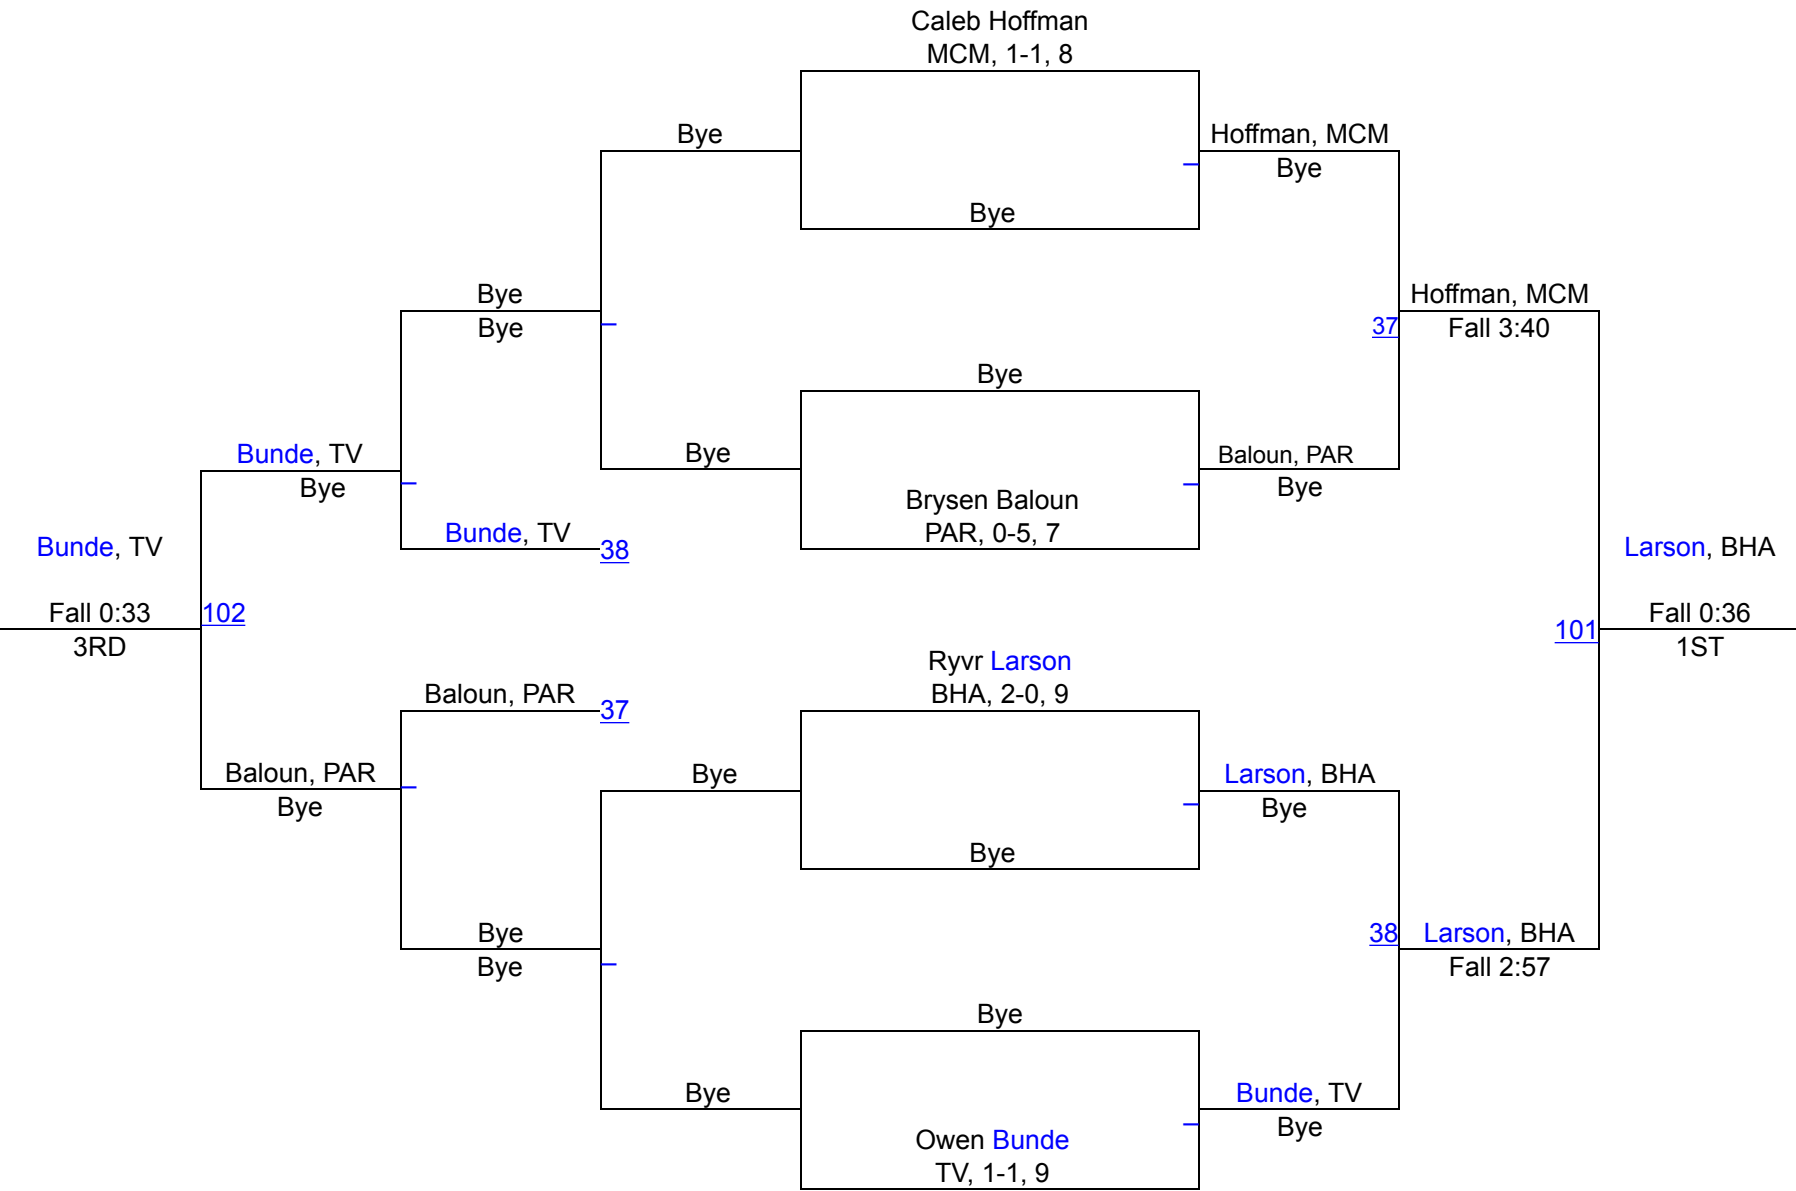 Caleb Hoffman
MCM, 1-1, 8
Bye
Hoffman, MCM
Bye
Bye
Bye
Bye
Hoffman, MCM
37
Fall 3:40
Bye
Bunde, TV
Bye
Bye
Baloun, PAR
Bye
Brysen Baloun
PAR, 0-5, 7
Bunde, TV
38
Bunde, TV
Larson, BHA
Fall 0:33
102
3RD
Fall 0:36
101
1ST
Ryvr Larson
BHA, 2-0, 9
Baloun, PAR
37
Baloun, PAR
Bye
Bye
Larson, BHA
Bye
Bye
Bye
Bye
38
Larson, BHA
Fall 2:57
Bye
Bye
Bunde, TV
Bye
Owen Bunde
TV, 1-1, 9